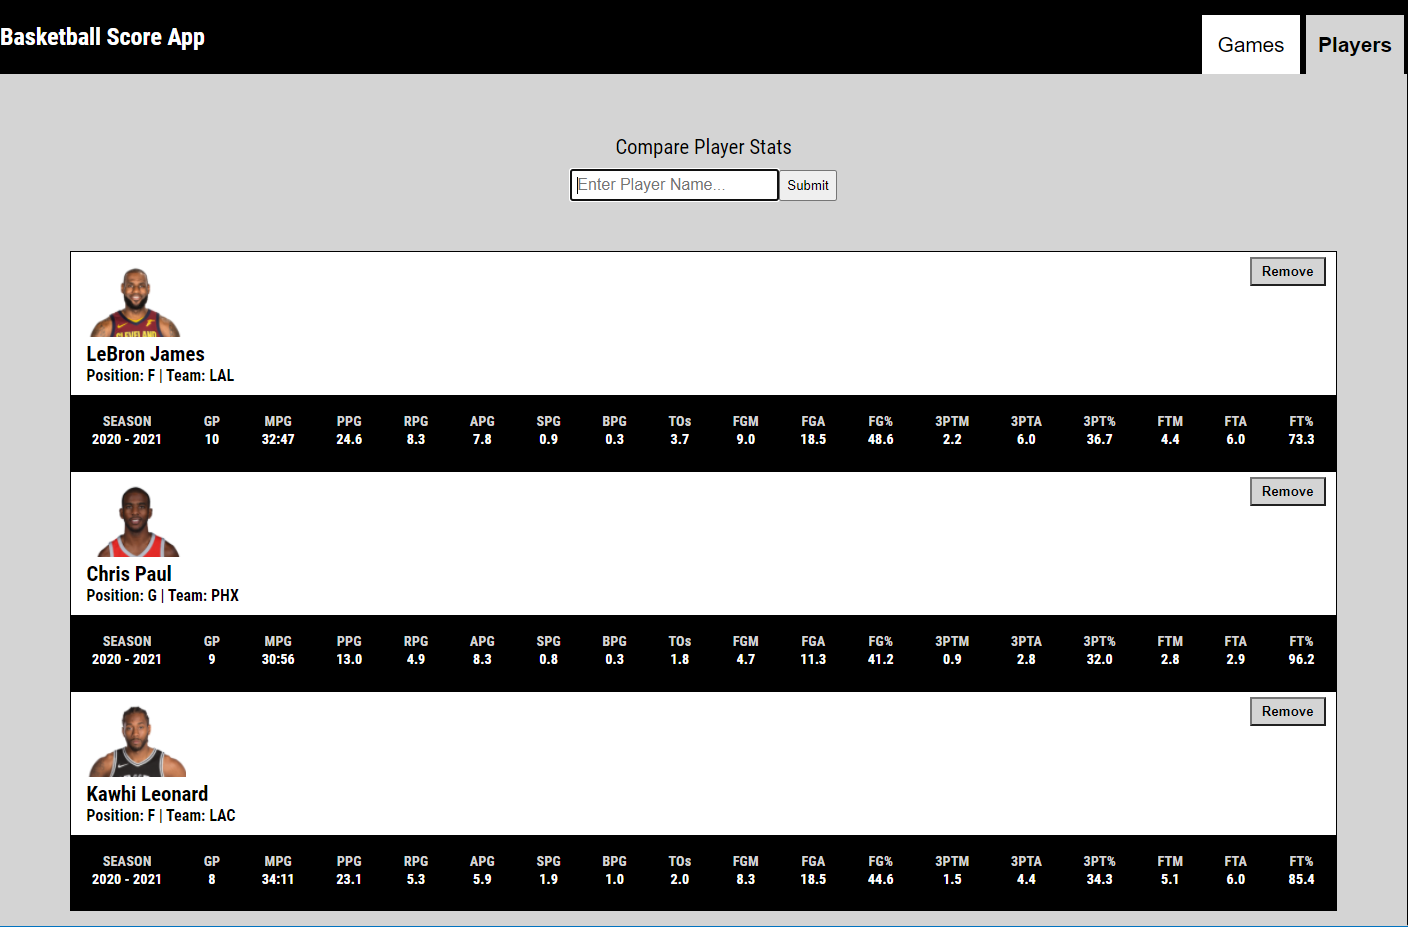 Basketball Score App
Games
Players
Compare Player Stats
Enter Player Name...
Submit
Remove
CLEVELAND
LeBron James
Position: F | Team: LAL
SEASON GP MPG PPG RPG APG SPG BPG TOs FGM FGA FG% 3PTM 3PTA 3PT% FTM FTA FT%
2020 - 2021 10 32:47 24.6 8.3 7.8 0.9 0.3 3.7 9.0 18.5 48.6 2.2 6.0 36.7 4.4 6.0 73.3
Remove
Chris Paul
Position: G | Team: PHX
SEASON GP MPG PPG RPG APG SPG BPG TOs FGM FGA FG% 3PTM 3PTA 3PT% FTM FTA FT%
2020 - 2021 9 30:56 13.0 4.9 8.3 0.8 0.3 1.8 4.7 11.3 41.2 0.9 2.8 32.0 2.8 2.9 96.2
Remove
Kawhi Leonard
Position: F | Team: LAC
SEASON GP MPG PPG RPG APG SPG BPG TOs FGM FGA FG% 3PTM 3PTA 3PT% FTM FTA FT%
2020 - 2021 8 34:11 23.1 5.3 5.9 1.9 1.0 2.0 8.3 18.5 44.6 1.5 4.4 34.3 5.1 6.0 85.4